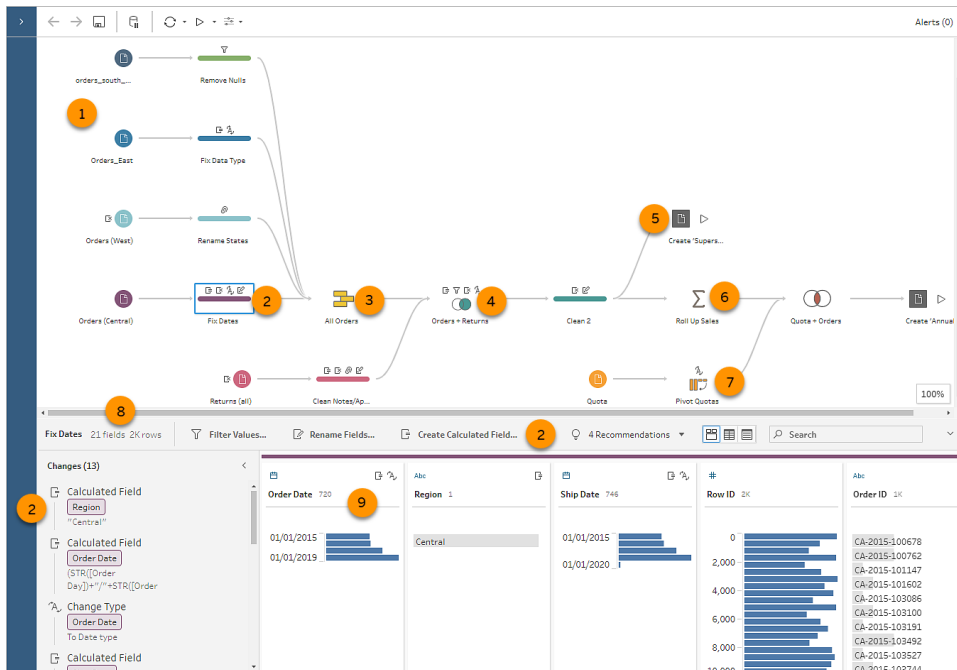 Alerts (0)
orders_south_...
Remove Nulls
1
Orders_East
Fix Data Type
Orders (West)
Rename States
5
Create 'Supers...
2
3
4
6
Orders (Central)
Fix Dates
All Orders
Orders + Returns
Clean 2
Roll Up Sales
Quota + Orders
Create 'Annual
7
Returns (all)
Clean Notes/Ap...
Quota
Pivot Quotas
100%
8
Fix Dates 21 fields 2K rows
Filter Values...
Rename Fields...
Create Calculated Field...
2
4 Recommendations
Search
Changes (13)
2
Calculated Field
Region
"Central"
Calculated Field
Order Date
(STR([Order
Day])+"/"+STR([Order
Change Type
Order Date
To Date type
Calculated Field
Order Date 720
9
01/01/2015
01/01/2019
Abc
Region 1
Central
Ship Date 746
01/01/2015
01/01/2020
#
Row ID 2K
0
2,000
4,000
6,000
8,000
10,000
Abc
Order ID 1K
CA-2015-100678
CA-2015-100762
CA-2015-101147
CA-2015-101602
CA-2015-103086
CA-2015-103100
CA-2015-103191
CA-2015-103492
CA-2015-103527
CA-2015-103744